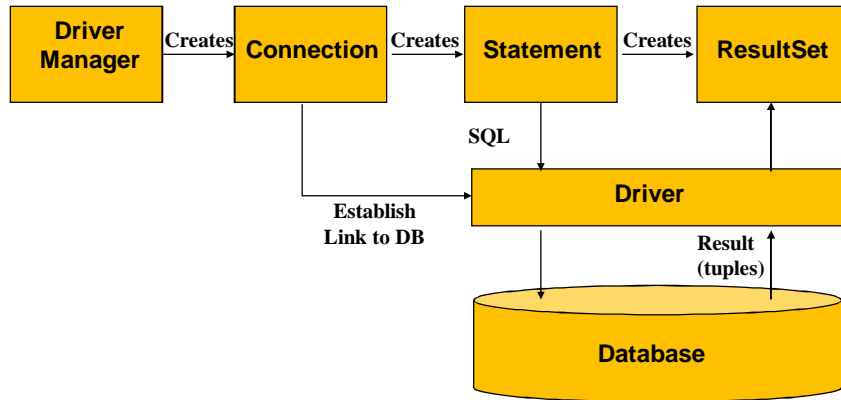 Driver
Manager
Creates
Connection
Creates
Statement
Creates
ResultSet
SQL
Driver
Establish
Link to DB
Result
(tuples)
Database